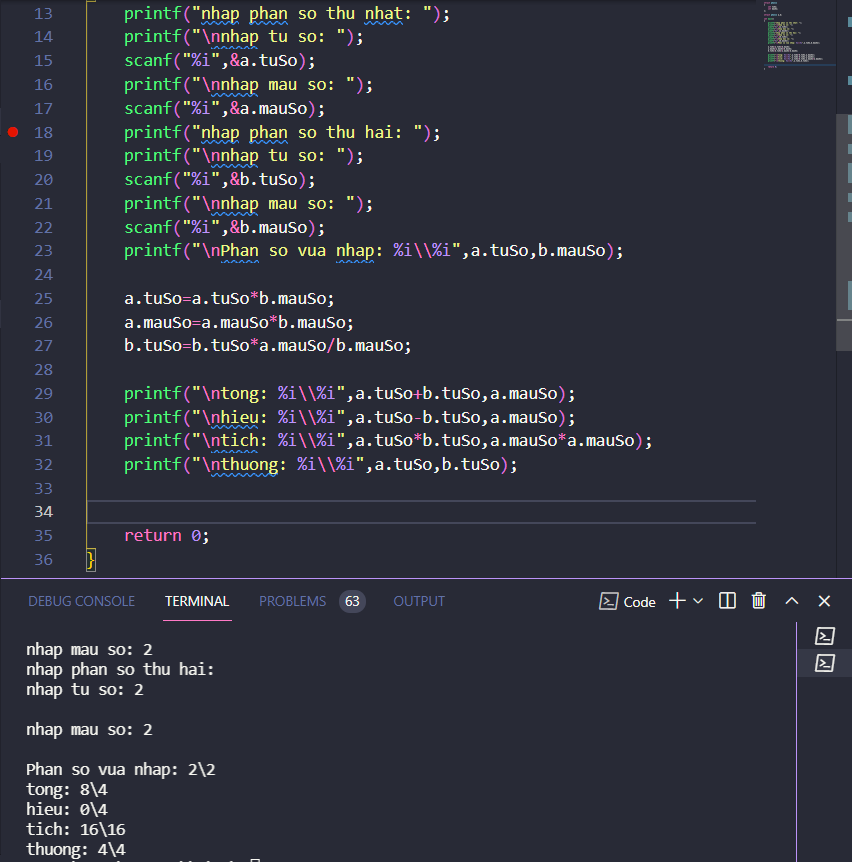 13 printf("nhap phan so thu nhat: ");
14 printf("\nnhap tu so: ");
15 scanf("%i",&a.tuSo);
16 printf("\nnhap mau so: ");
17 scanf("%i",&a.mauSo);
18 printf("nhap phan so thu hai: ");
19 printf("\nnhap tu so: ");
20 scanf("%i",&b.tuSo);
21 printf("\nnhap mau so: ");
22 scanf("%i",&b.mauSo);
23 printf("\nPhan so vua nhap: %i\\%i",a.tuSo,b.mauSo);
24
25 a.tuSo=a.tuSo*b.mauSo;
26 a.mauSo=a.mauSo*b.mauSo;
27 b.tuSo=b.tuSo*a.mauSo/b.mauSo;
28
29 printf("\ntong: %i\\%i",a.tuSo+b.tuSo,a.mauSo);
30 printf("\nhieu: %i\\%i",a.tuSo-b.tuSo,a.mauSo);
31 printf("\ntich: %i\\%i",a.tuSo*b.tuSo,a.mauSo*a.mauSo);
32 printf("\nthuong: %i\\%i",a.tuSo,b.tuSo);
33
34
35 return 0;
36 }
DEBUG CONSOLE TERMINAL PROBLEMS 63 OUTPUT Code
nhap mau so: 2
nhap phan so thu hai:
nhap tu so: 2
nhap mau so: 2
Phan so vua nhap: 2\2
tong: 8\4
hieu: 0\4
tich: 16\16
thuong: 4\4